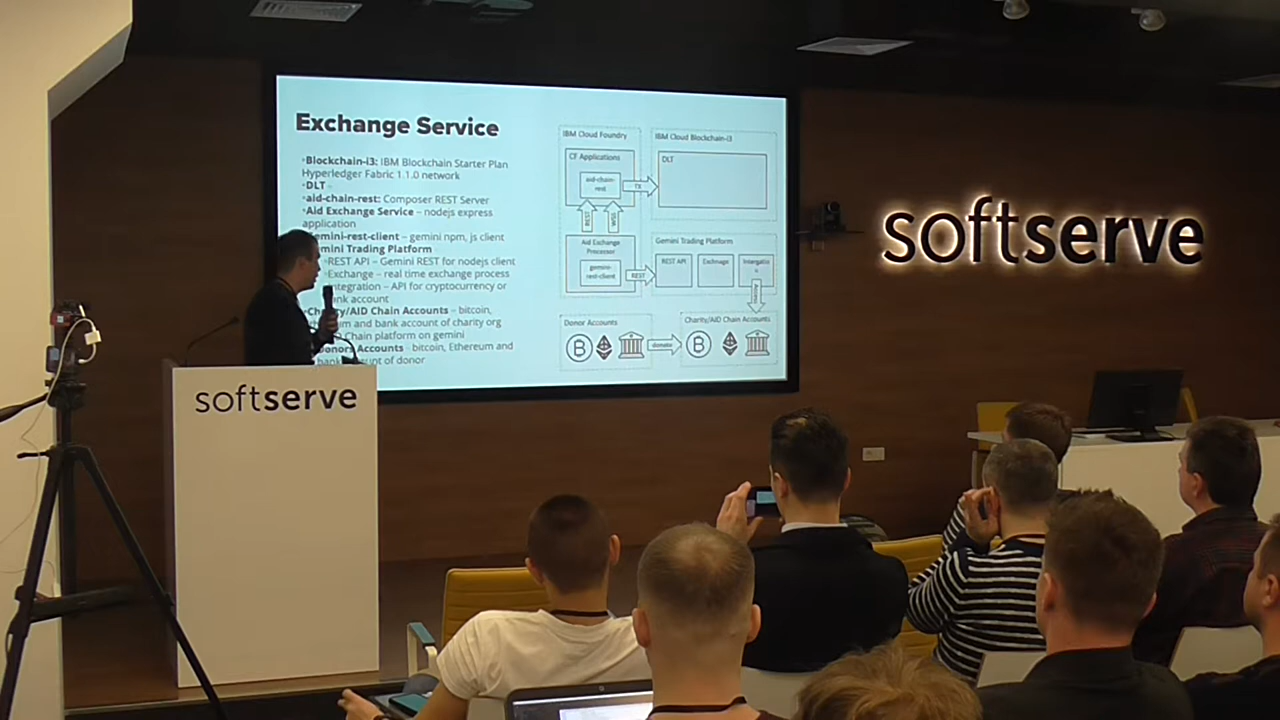 Exchange Service
•Blockchain-i3: IBM Blockchain Starter Plan
Hyperledger Fabric 1.1.0 network
•DLT -
•aid-chain-rest: Composer REST Server
•Aid Exchange Service – nodejs express
application
Gemini-rest-client – gemini npm, js client
Gemini Trading Platform
REST API – Gemini REST for nodejs client
Exchange – real time exchange process
Integration – API for cryptocurrency or
bank account
•Charity/AID Chain Accounts – bitcoin,
and bank account of charity org
Chain platform on gemini
Donors Accounts – bitcoin, Ethereum and
bank account of donor
IBM Cloud Foundry
CF Applications
aid-chain-
rest
TX
IBM Cloud Blockchain-i3
DLT
Aid Exchange
Processor
gemini-
rest-client
REST
Gemini Trading Platform
REST API
Exchnage
Donor Accounts
donate
Charity/AID Chain Accounts
softserve
softserve